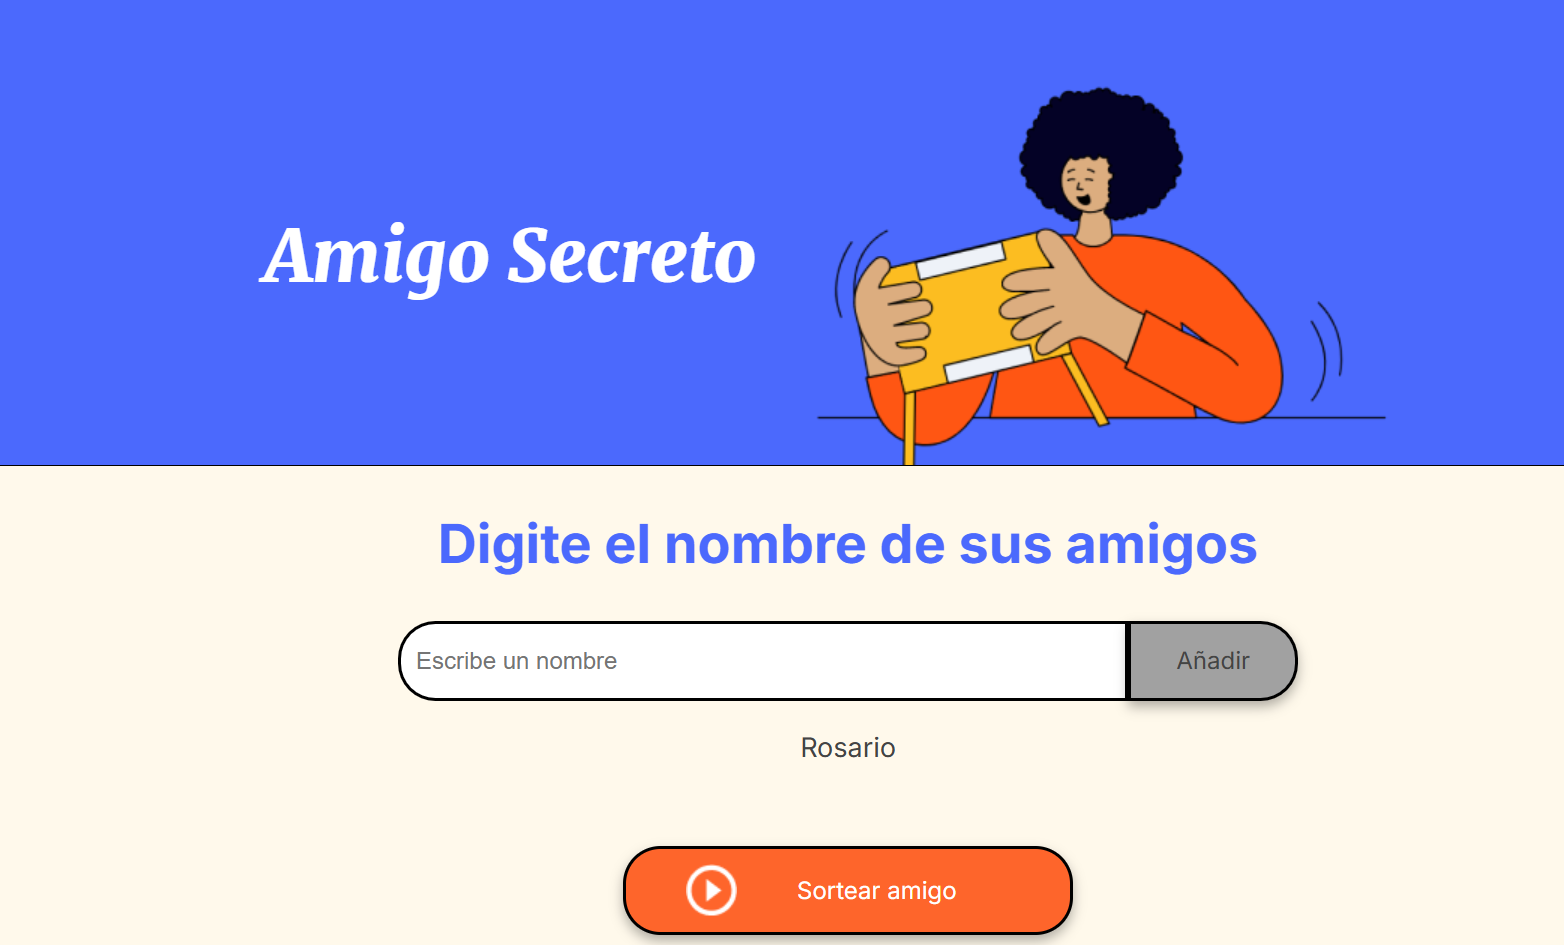 Amigo Secreto
Digite el nombre de sus amigos
Escribe un nombre
Añadir
Rosario
Sortear amigo